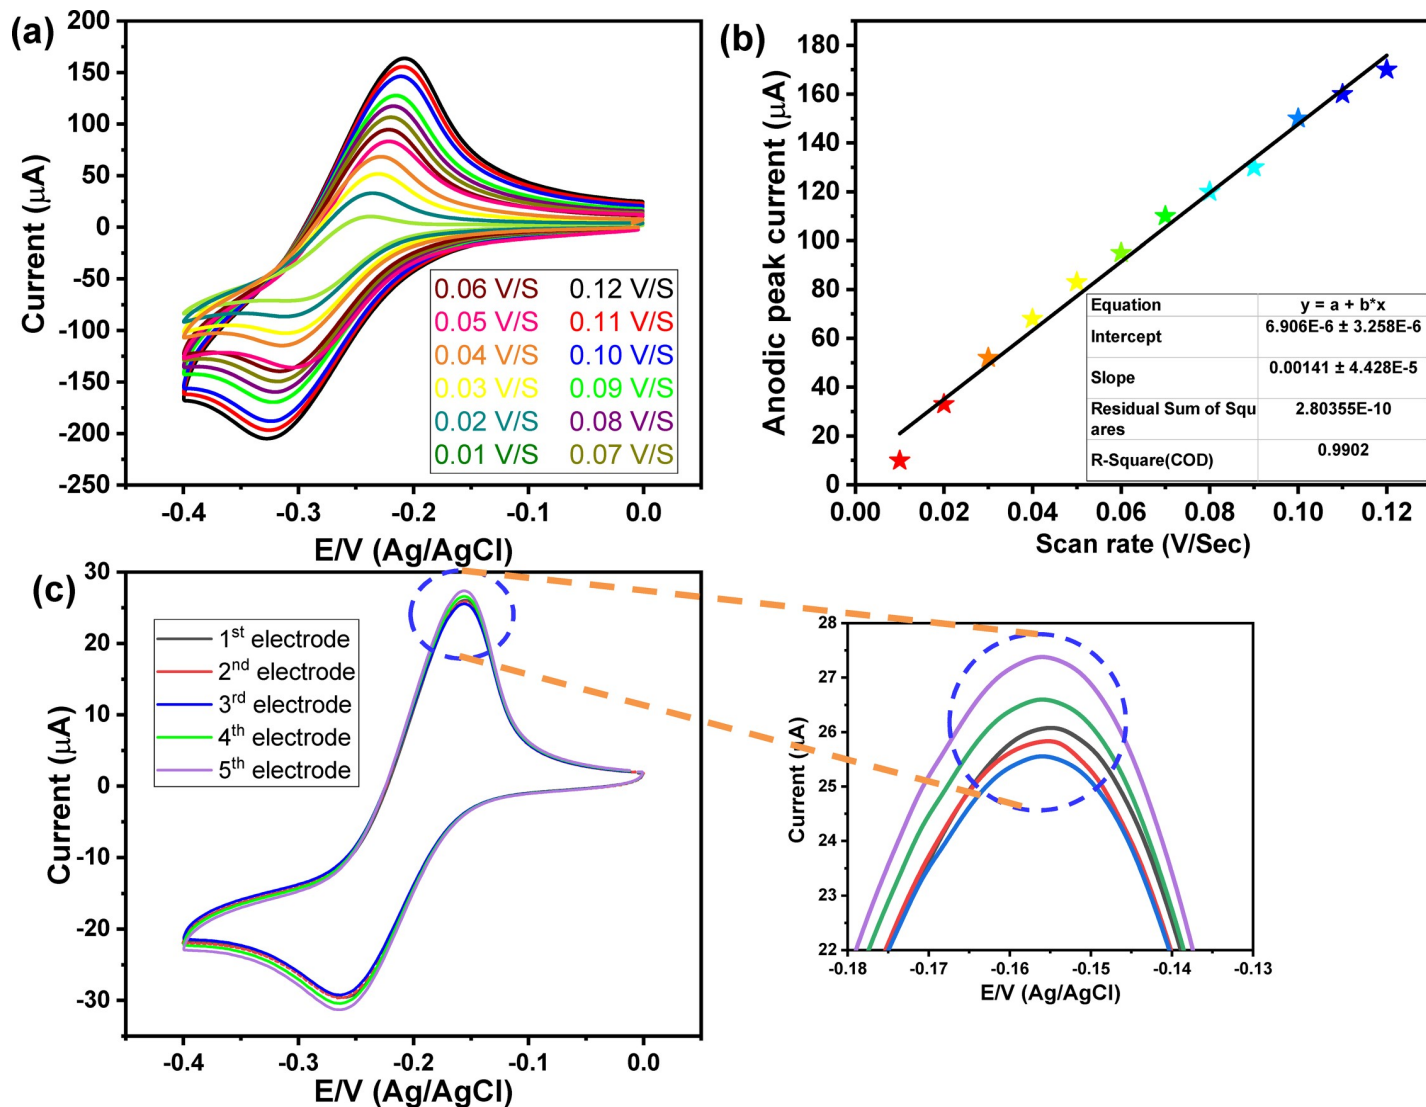 (a)
200
150
100
50
0
-50
-100
-150
-200
-250
Current (µA)
0.06 V/S 0.12 V/S
0.05 V/S 0.11 V/S
0.04 V/S 0.10 V/S
0.03 V/S 0.09 V/S
0.02 V/S 0.08 V/S
0.01 V/S 0.07 V/S
-0.4 -0.3 -0.2 -0.1 0.0
E/V (Ag/AgCl)
(b)
180
160
140
120
100
80
60
40
20
0
Anodic peak current (µA)
Equation y = a + b*x
Intercept 6.906E-6 ± 3.258E-6
Slope 0.00141 ± 4.428E-5
Residual Sum of Squ
ares 2.80355E-10
R-Square(COD) 0.9902
0.00 0.02 0.04 0.06 0.08 0.10 0.12
Scan rate (V/Sec)
(c)
30
20
10
0
-10
-20
-30
Current (µA)
1st electrode
2nd electrode
3rd electrode
4th electrode
5th electrode
-0.4 -0.3 -0.2 -0.1 0.0
E/V (Ag/AgCl)
28
27
26
25
24
23
22
Current (µA)
-0.18 -0.17 -0.16 -0.15 -0.14 -0.13
E/V (Ag/AgCl)